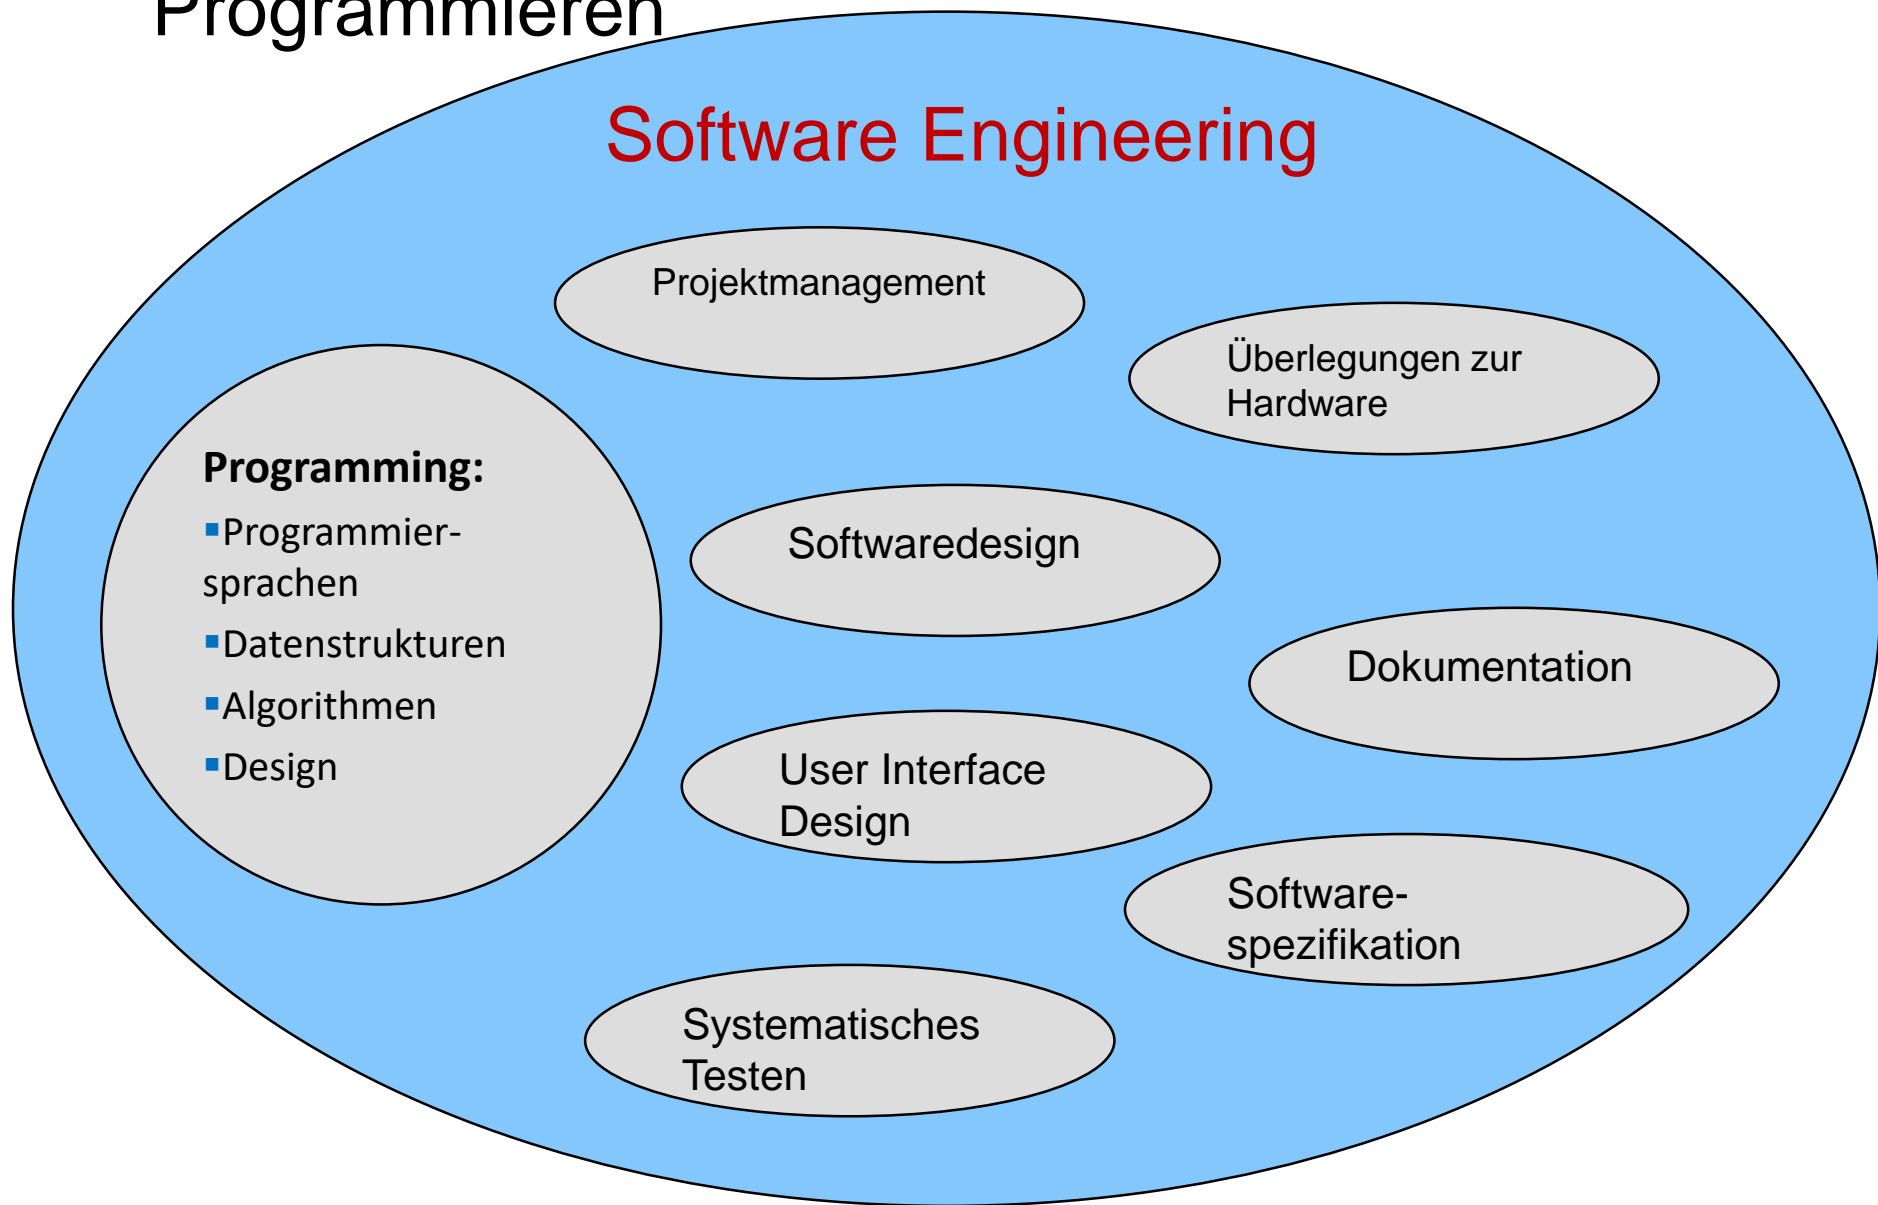 Programmieren
Software Engineering
Projektmanagement
Überlegungen zur
Hardware
Programming:
▪Programmier-
sprachen
▪Datenstrukturen
▪Algorithmen
▪Design
Softwaredesign
Dokumentation
User Interface
Design
Software-
spezifikation
Systematisches
Testen